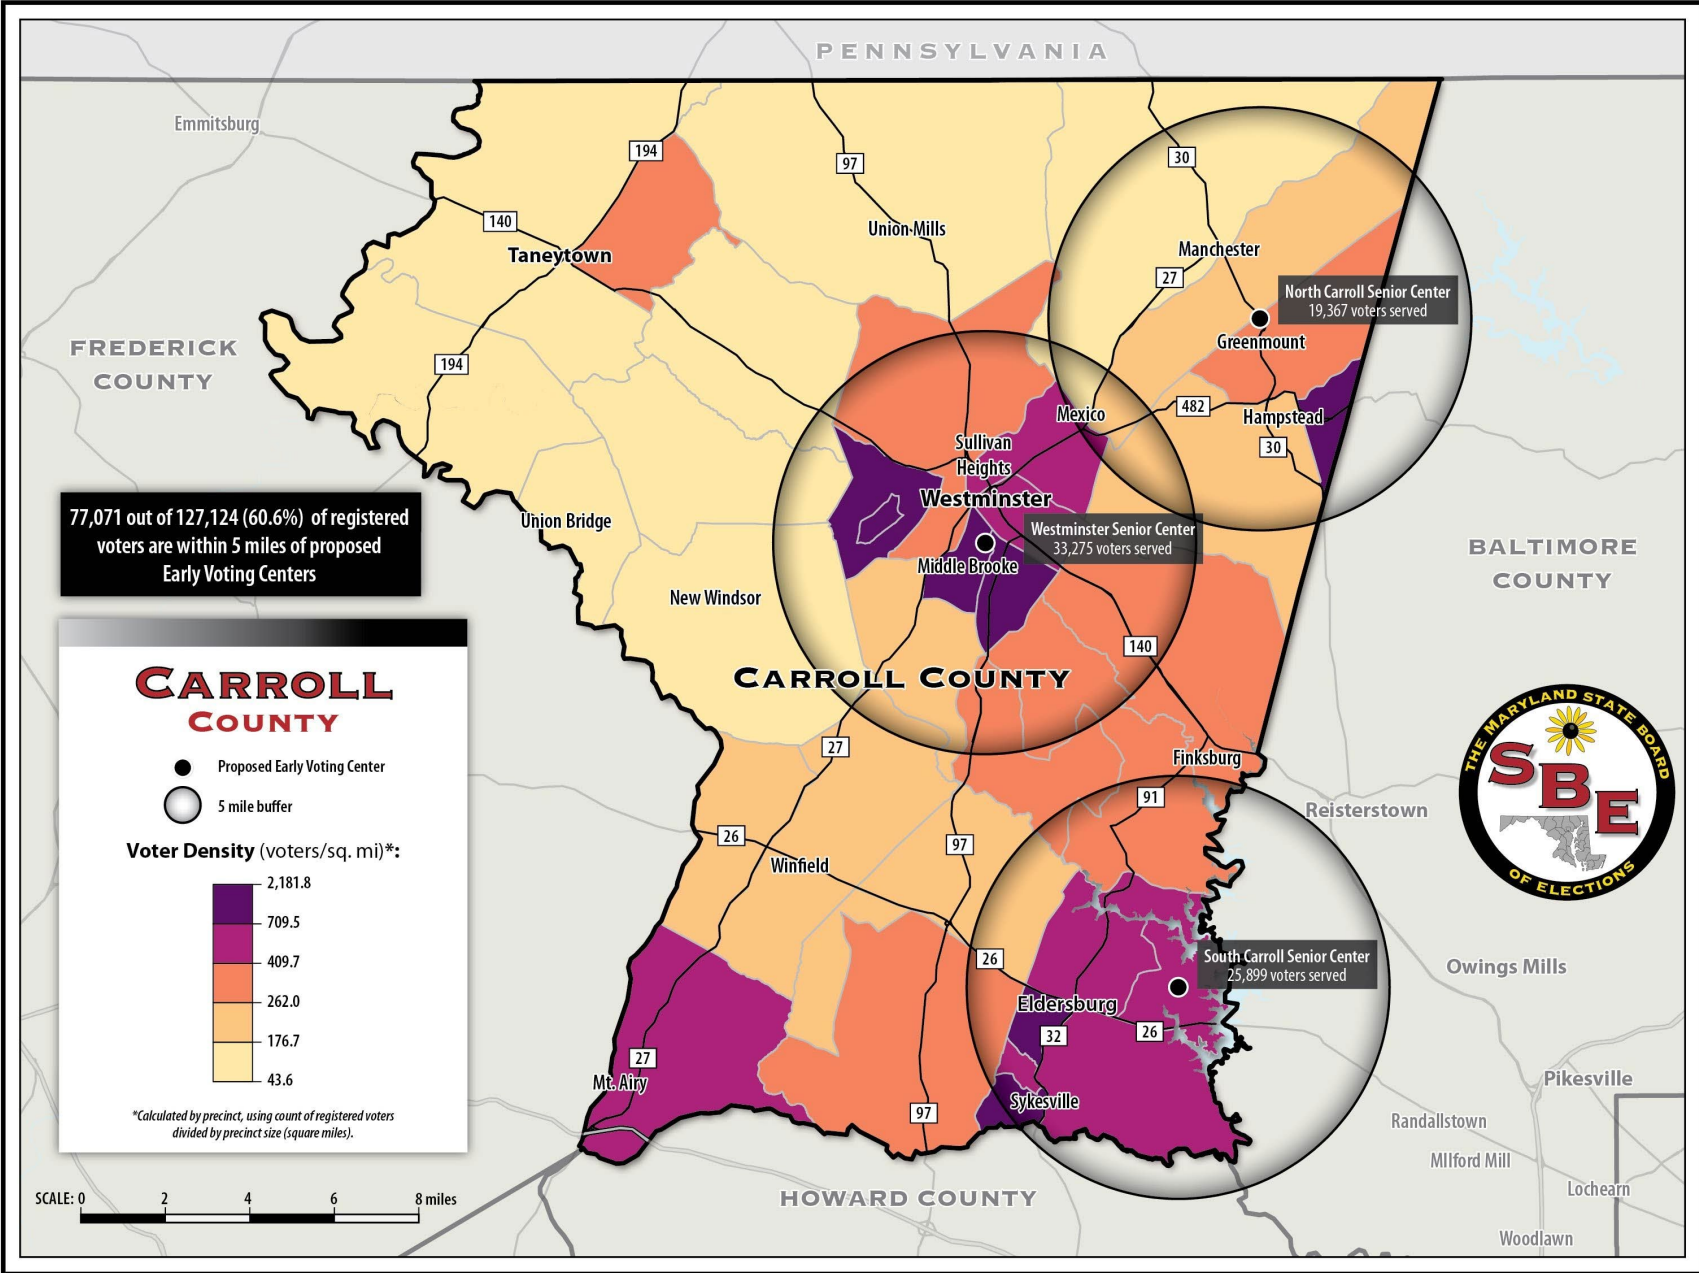 PENNSYLVANIA
Emmitsburg
194
97
30
140
Union Mills
Taneytown
Manchester
27
North Carroll Senior Center
19,367 voters served
Greenmount
FREDERICK
COUNTY
194
482
Mexico
Hampstead
30
Sullivan
Heights
Westminster
Westminster Senior Center
33,275 voters served
Middle Brooke
77,071 out of 127,124 (60.6%) of registered
voters are within 5 miles of proposed
Early Voting Centers
Union Bridge
New Windsor
BALTIMORE
COUNTY
140
CARROLL COUNTY
27
Finksburg
91
Reisterstown
26
97
Winfield
CARROLL
COUNTY
Proposed Early Voting Center
5 mile buffer
Voter Density (voters/sq. mi)*:
2,181.8
709.5
409.7
262.0
176.7
43.6
*Calculated by precinct, using count of registered voters
divided by precinct size (square miles).
THE MARYLAND STATE BOARD
SBE
OF ELECTIONS
26
South Carroll Senior Center
25,899 voters served
Owings Mills
Eldersburg
32
26
27
Mt. Airy
Sykesville
97
Pikesville
Randallstown
MIlford Mill
Lochearn
Woodlawn
HOWARD COUNTY
SCALE: 0 2 4 6 8 miles